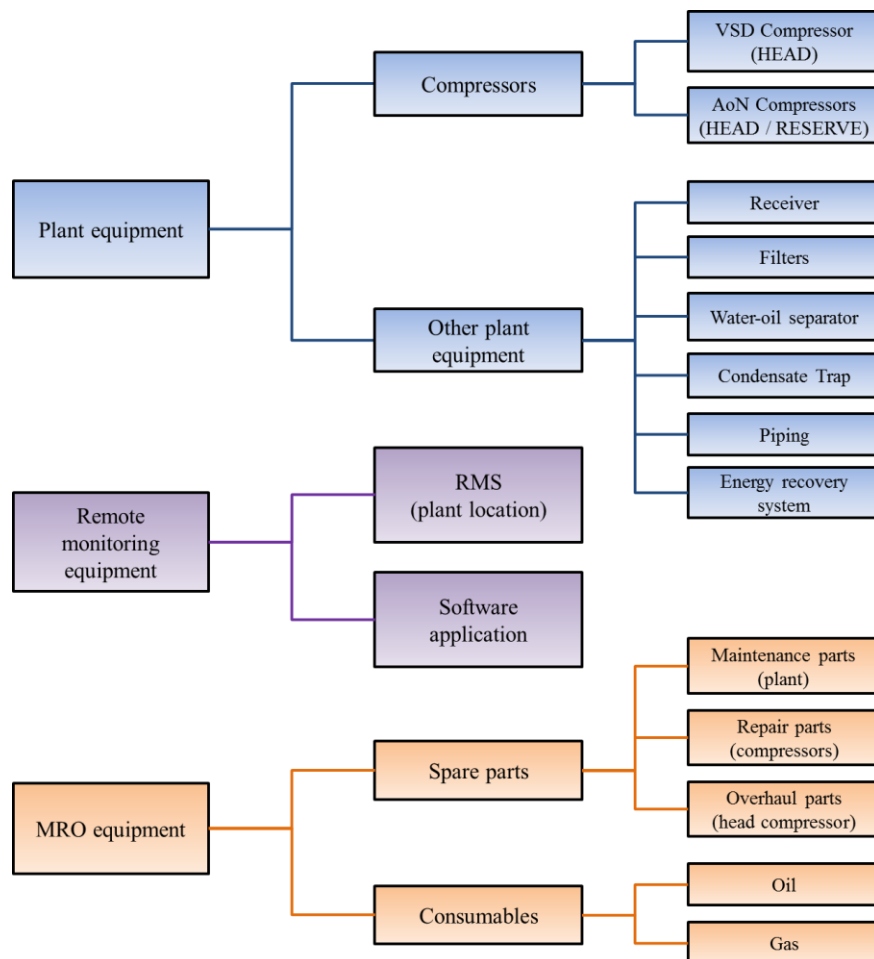 VSD Compressor
(HEAD)
Compressors
AoN Compressors
(HEAD / RESERVE)
Plant equipment
Receiver
Filters
Other plant
equipment
Water-oil separator
Condensate Trap
Piping
Energy recovery
system
Remote
monitoring
equipment
RMS
(plant location)
Software
application
Maintenance parts
(plant)
Spare parts
Repair parts
(compressors)
Overhaul parts
(head compressor)
MRO equipment
Consumables
Oil
Gas